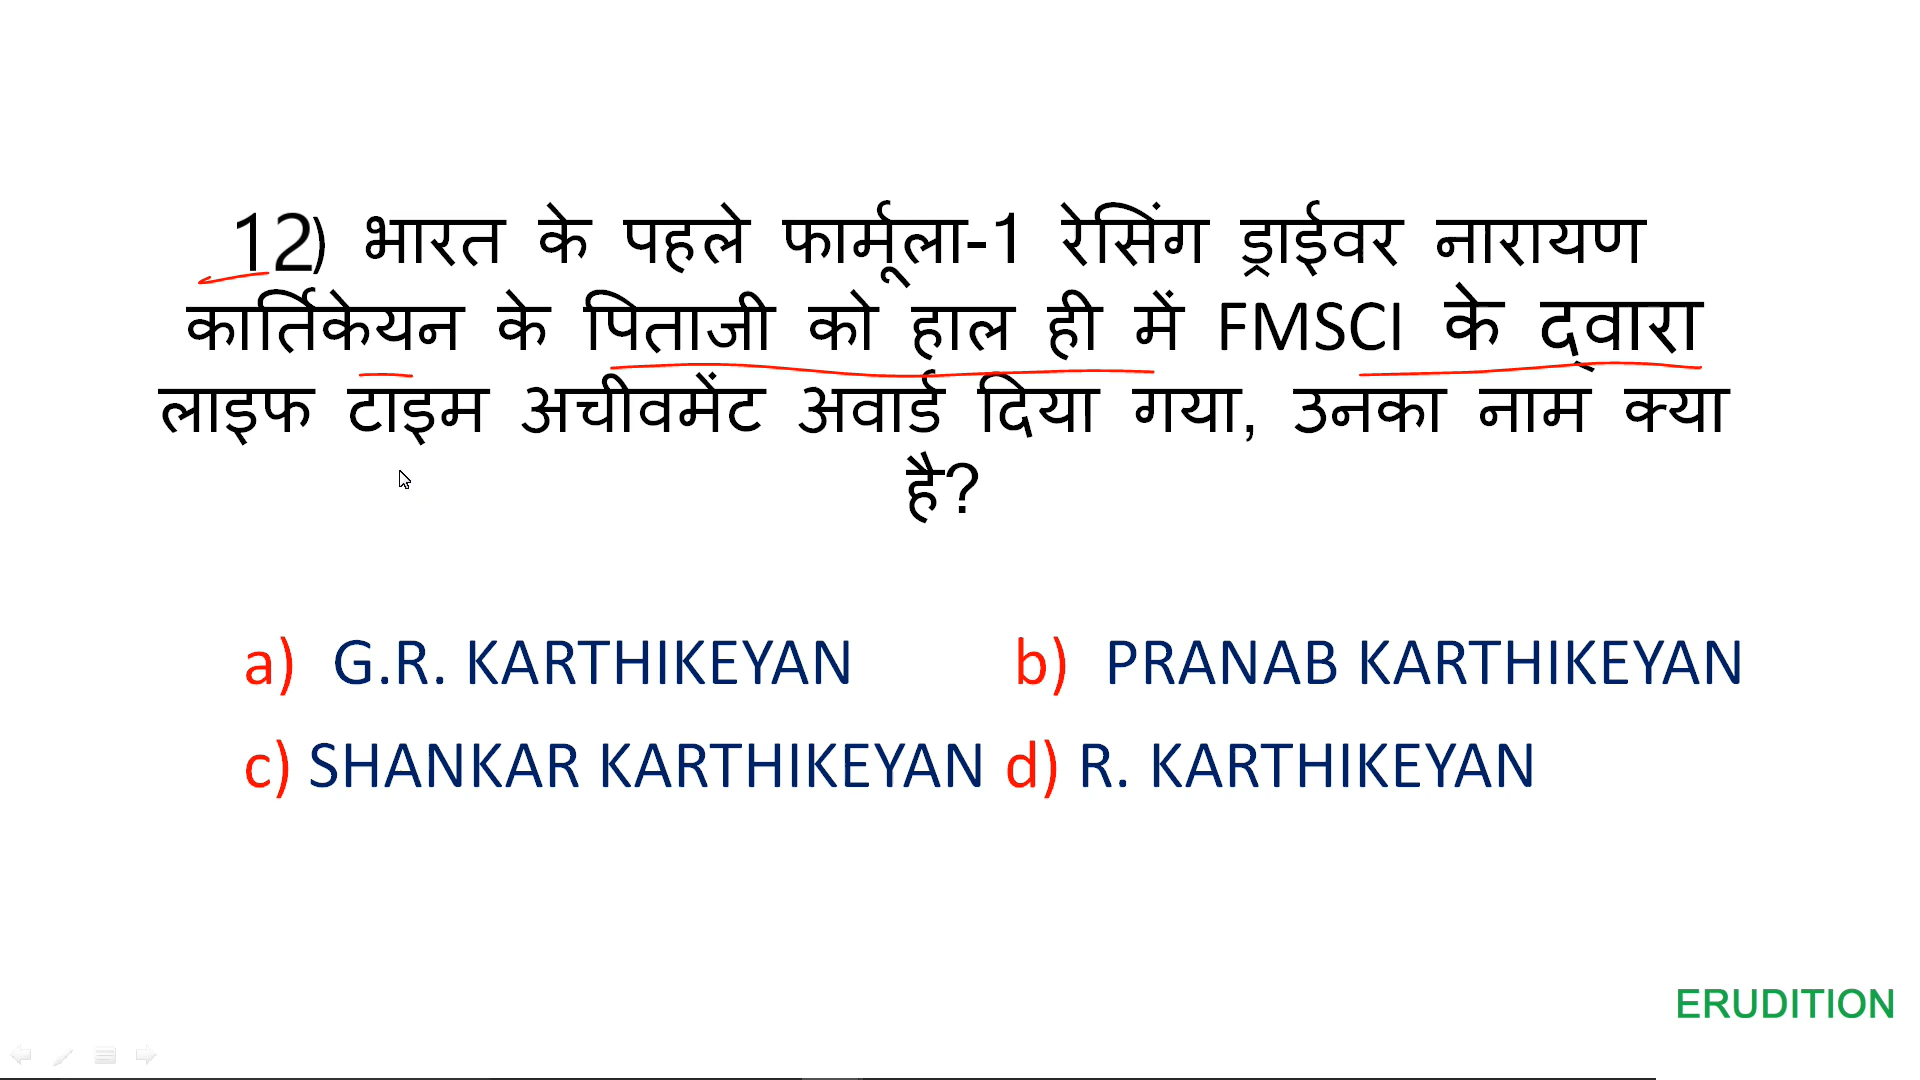 12) भारत के पहले फार्मूला-1 रेसिंग ड्राईवर नारायण
कार्तिकेयन के पिताजी को हाल ही में FMSCI के द्वारा
लाइफ टाइम अचीवमेंट अवार्ड दिया गया, उनका नाम क्या
है?
a) G.R. KARTHIKEYAN b) PRANAB KARTHIKEYAN
c) SHANKAR KARTHIKEYAN d) R. KARTHIKEYAN
ERUDITION